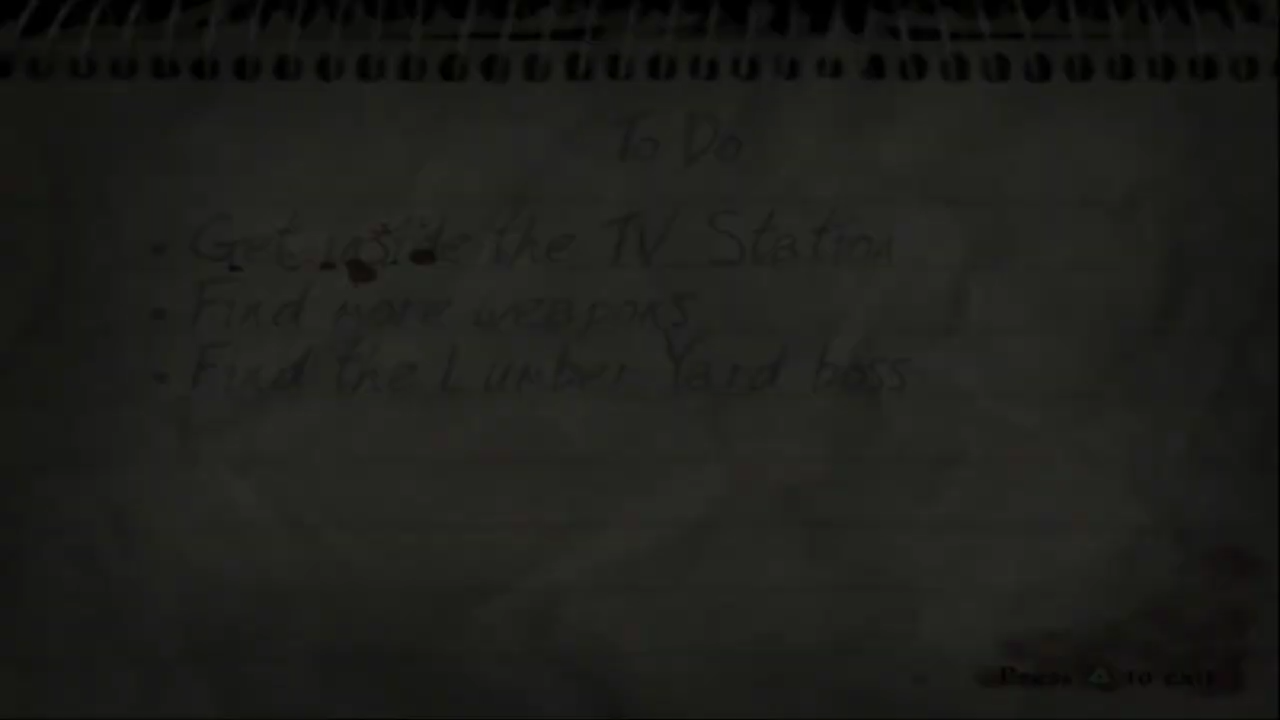 To Do
• Get inside the TV Station
• Find more weapons
• Find the Lumber Yard boss
Press △ to exit